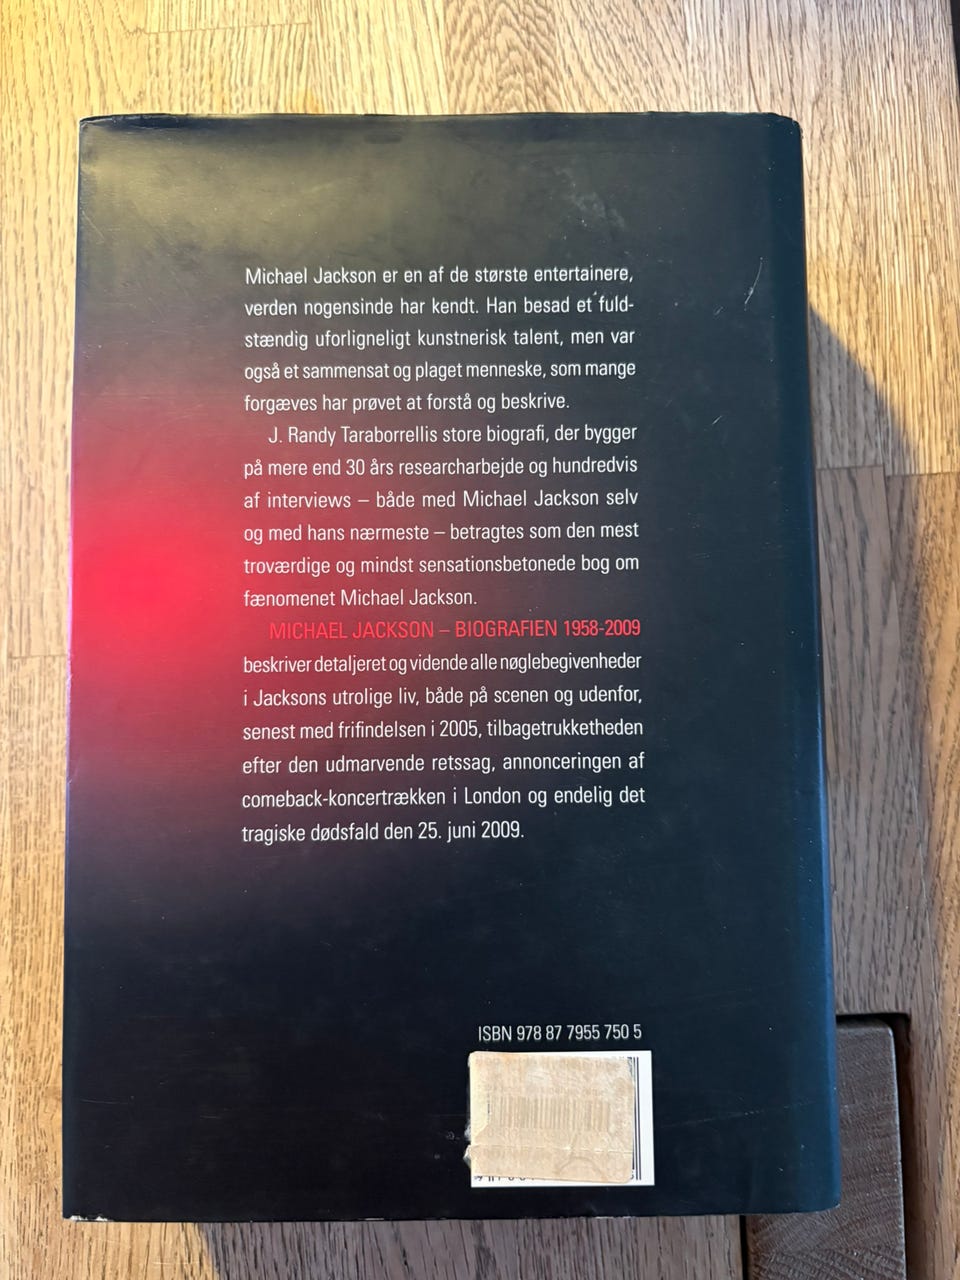 Michael Jackson er en af de største entertainere,
verden nogensinde har kendt. Han besad et fuld-
stændig uforligneligt kunstnerisk talent, men var
også et sammensat og plaget menneske, som mange
forgæves har prøvet at forstå og beskrive.
J. Randy Taraborrellis store biografi, der bygger
på mere end 30 års researcharbejde og hundredvis
af interviews – både med Michael Jackson selv
og med hans nærmeste – betragtes som den mest
troværdige og mindst sensationsbetonede bog om
fænomenet Michael Jackson.
MICHAEL JACKSON – BIOGRAFIEN 1958-2009
beskriver detaljeret og vidende alle nøglebegivenheder
i Jacksons utrolige liv, både på scenen og udenfor,
senest med frifindelsen i 2005, tilbagetrukketheden
efter den udmarvende retssag, annonceringen af
comeback-koncertrækken i London og endelig det
tragiske dødsfald den 25. juni 2009.
ISBN 978 87 7955 750 5